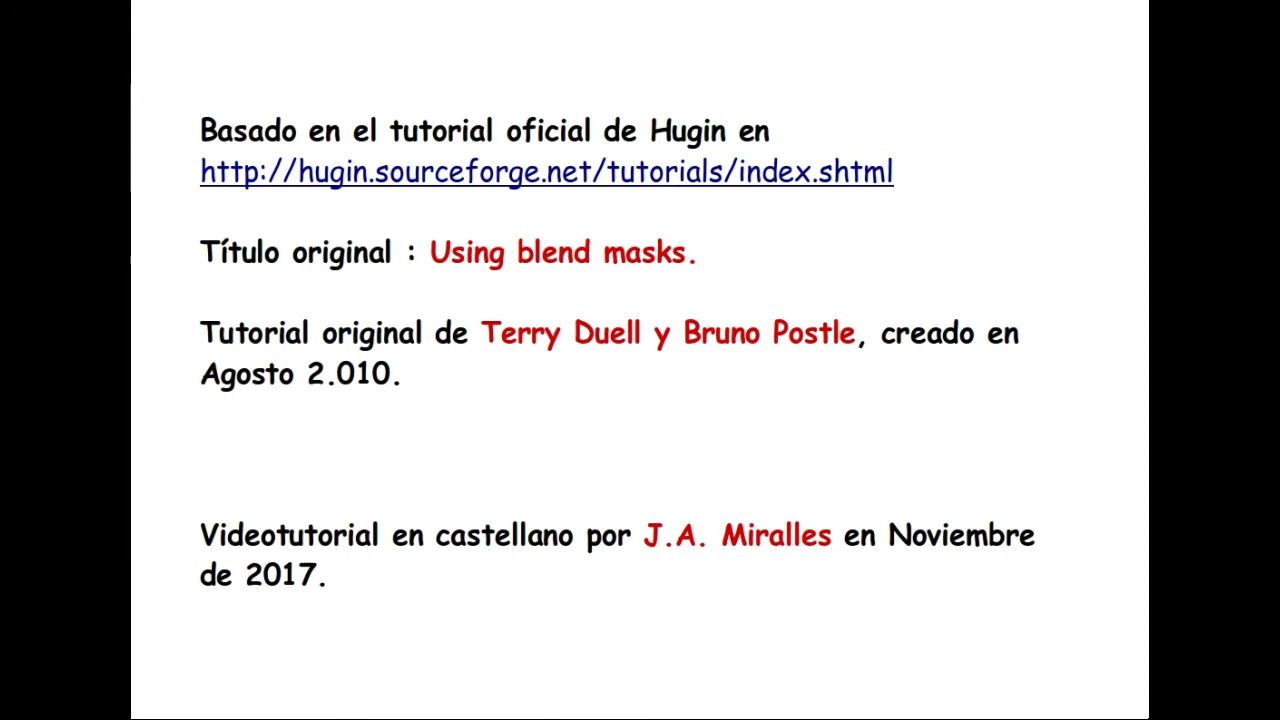 Basado en el tutorial oficial de Hugin en
http://hugin.sourceforge.net/tutorials/index.shtml
Título original : Using blend masks.
Tutorial original de Terry Duell y Bruno Postle, creado en
Agosto 2.010.
Videotutorial en castellano por J.A. Miralles en Noviembre
de 2017.